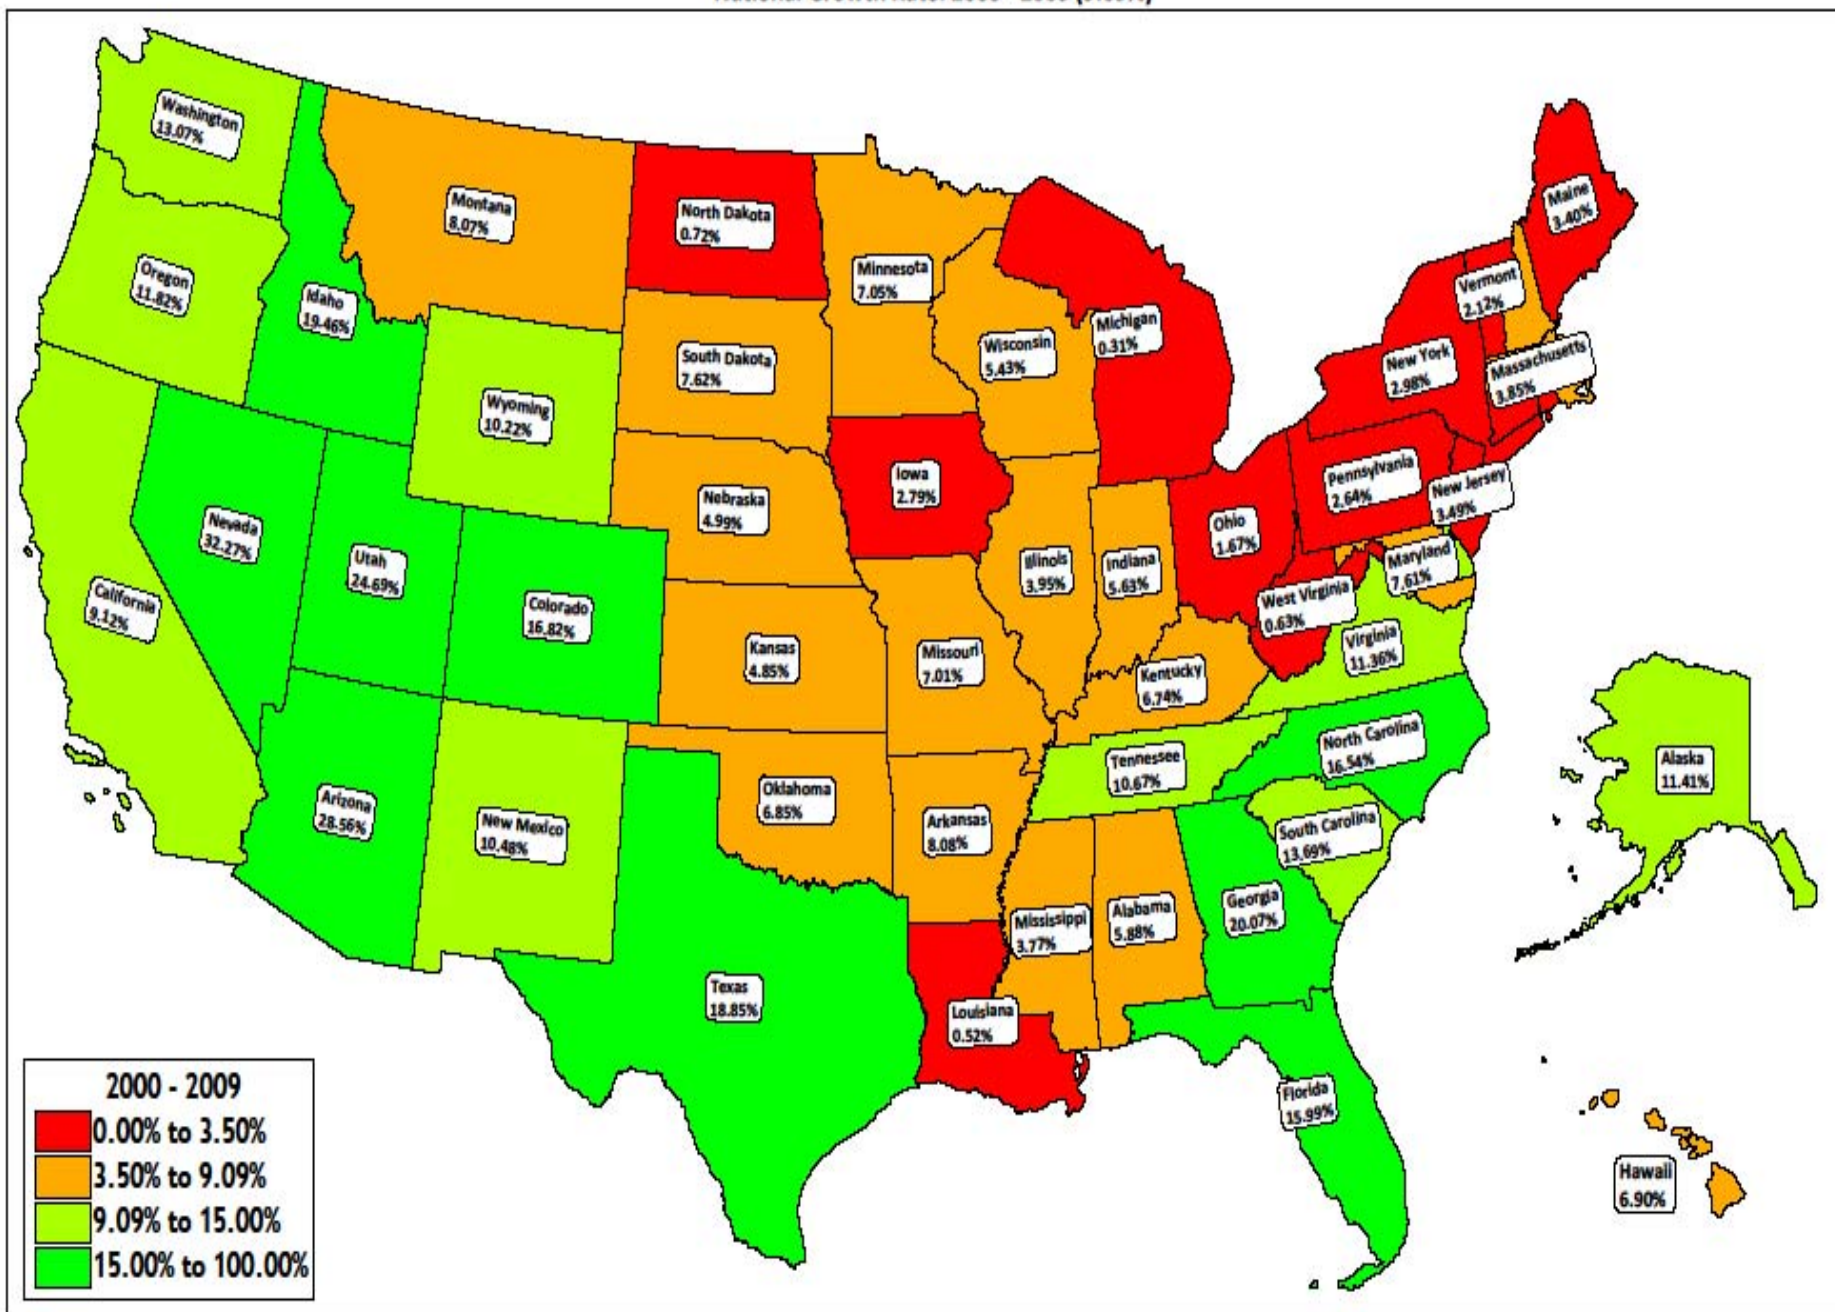 Washington
13.07%
Montana
8.07%
North Dakota
0.72%
Maine
3.40%
Oregon
11.82%
Idaho
19.46%
Minnesota
7.05%
Vermont
2.12%
Wisconsin
5.43%
Michigan
0.31%
South Dakota
7.62%
New York
2.98%
Massachusetts
3.85%
Wyoming
10.22%
Iowa
2.79%
Nebraska
4.99%
Pennsylvania
2.64%
New Jersey
3.49%
Nevada
32.27%
Utah
24.69%
Ohio
1.67%
Illinois
3.95%
Indiana
5.63%
Maryland
7.61%
California
9.12%
Colorado
16.82%
West Virginia
0.63%
Kansas
4.85%
Missouri
7.01%
Kentucky
6.74%
Virginia
11.36%
Tennessee
10.67%
North Carolina
16.54%
Alaska
11.41%
Arizona
28.56%
New Mexico
10.48%
Oklahoma
6.85%
Arkansas
8.08%
South Carolina
13.69%
Mississippi
3.77%
Alabama
5.88%
Georgia
20.07%
Texas
18.85%
Louisiana
0.52%
Florida
15.99%
Hawaii
6.90%
2000 - 2009
0.00% to 3.50%
3.50% to 9.09%
9.09% to 15.00%
15.00% to 100.00%